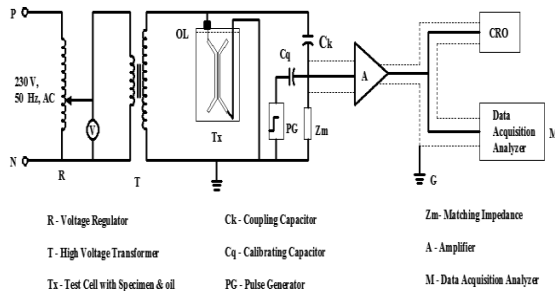 P
OL
Ck
Cq
CRO
A
230 V,
50 Hz, AC
V
Tx
PG
Zm
Data
Acquisition
Analyzer
M
N
R
T
G
R - Voltage Regulator
Ck - Coupling Capacitor
Zm- Matching Impedance
T - High Voltage Transformer
Cq - Calibrating Capacitor
A - Amplifier
Tx - Test Cell with Specimen & oil
PG - Pulse Generator
M - Data Acquisition Analyzer